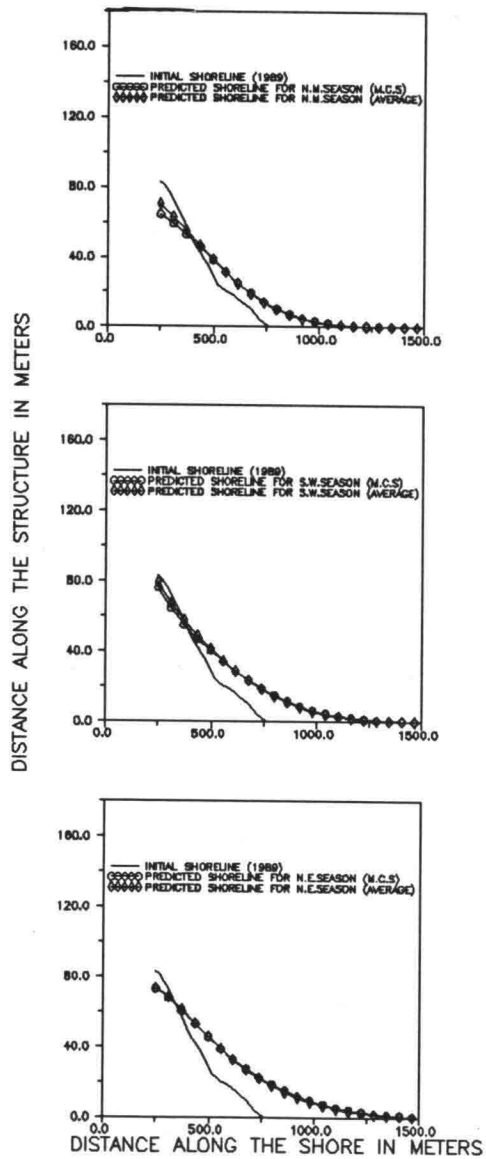 160.0
INITIAL SHORELINE (1989)
PREDICTED SHORELINE FOR N.M.SEASON (M.C.S)
PREDICTED SHORELINE FOR N.M.SEASON (AVERAGE)
120.0
80.0
40.0
0.0
0.0 500.0 1000.0 1500.0
160.0
INITIAL SHORELINE (1989)
PREDICTED SHORELINE FOR S.W.SEASON (M.C.S)
PREDICTED SHORELINE FOR S.W.SEASON (AVERAGE)
120.0
80.0
40.0
0.0
0.0 500.0 1000.0 1500.0
160.0
INITIAL SHORELINE (1989)
PREDICTED SHORELINE FOR N.E.SEASON (M.C.S)
PREDICTED SHORELINE FOR N.E.SEASON (AVERAGE)
120.0
80.0
40.0
0.0
0.0 500.0 1000.0 1500.0
DISTANCE ALONG THE STRUCTURE IN METERS
DISTANCE ALONG THE SHORE IN METERS